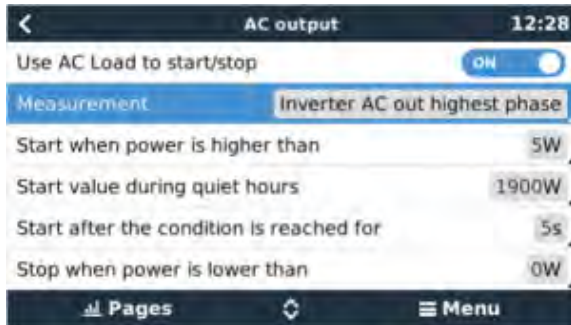 AC output 12:28
Use AC Load to start/stop ON
Measurement Inverter AC out highest phase
Start when power is higher than 5W
Start value during quiet hours 1900W
Start after the condition is reached for 5s
Stop when power is lower than 0W
Pages Menu